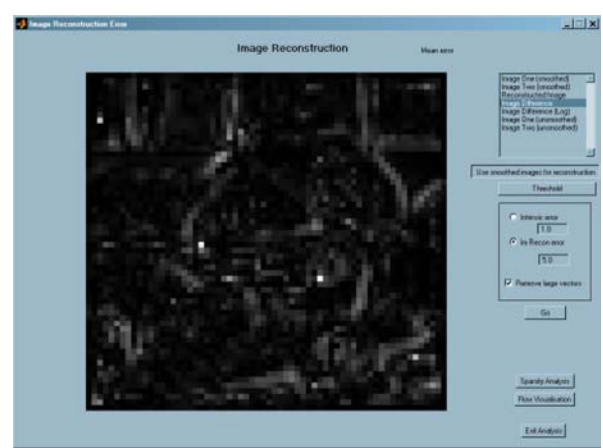 Image Reconstruction Error
Image Reconstruction
Mean error
Image One (smoothed)
Image Two (smoothed)
Reconstructed Image
Image Difference
Image Difference (Log)
Image One (unsmoothed)
Image Two (unsmoothed)
Use smoothed images for reconstruction
Threshold
Intensic error
1.0
Im Recon error
5.0
Remove large vectors
Go
Sparsity Analysis
Flow Visualisation
Exit Analysis